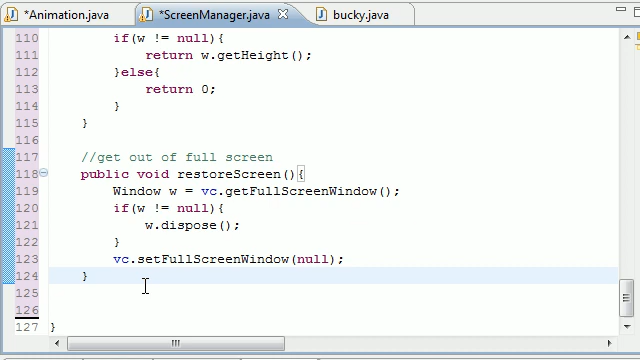 *Animation.java *ScreenManager.java bucky.java
110 if(w != null){
111 return w.getHeight();
112 }else{
113 return 0;
114 }
115 }
116
117 //get out of full screen
118 public void restoreScreen(){
119 Window w = vc.getFullScreenWindow();
120 if(w != null){
121 w.dispose();
122 }
123 vc.setFullScreenWindow(null);
124 }
125
126
127 }